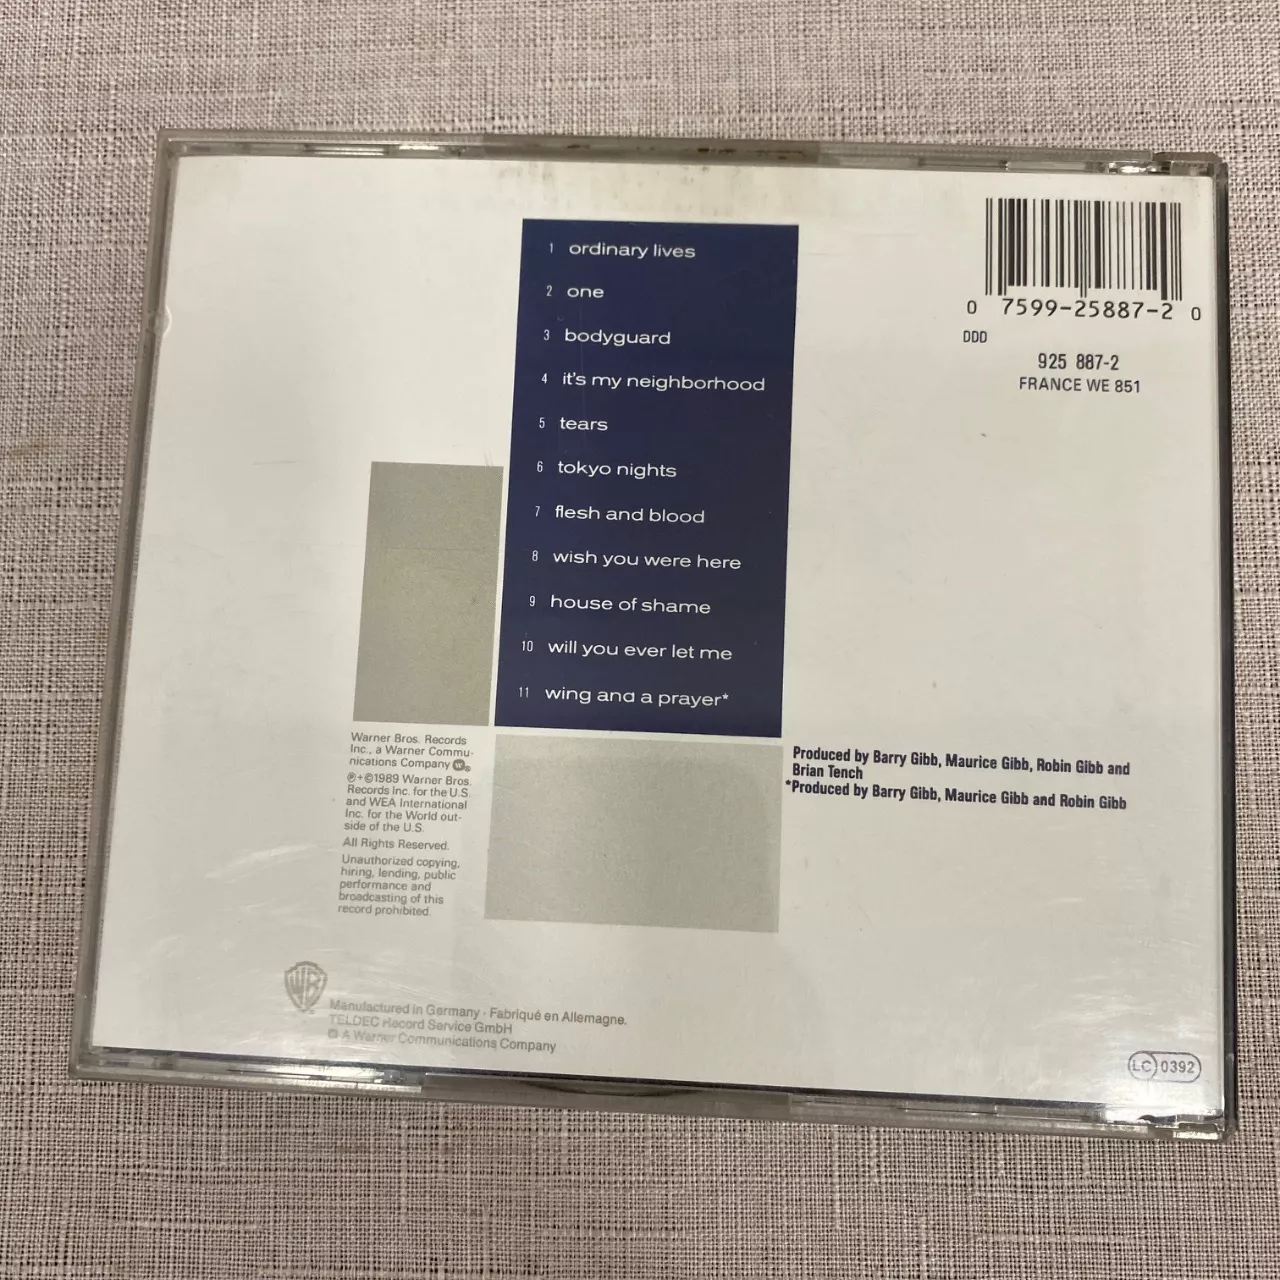 1 ordinary lives
2 one
3 bodyguard
4 it's my neighborhood
5 tears
6 tokyo nights
7 flesh and blood
8 wish you were here
9 house of shame
10 will you ever let me
11 wing and a prayer*
0 7599-25887-2 0
DDD
925 887-2
FRANCE WE 851
Warner Bros. Records
Inc., a Warner Commu-
nications Company
℗+©1989 Warner Bros.
Records Inc. for the U.S.
and WEA International
Inc. for the World out-
side of the U.S.
All Rights Reserved.
Unauthorized copying,
hiring, lending, public
performance and
broadcasting of this
record prohibited.
Produced by Barry Gibb, Maurice Gibb, Robin Gibb and
Brian Tench
*Produced by Barry Gibb, Maurice Gibb and Robin Gibb
WB
Manufactured in Germany · Fabriqué en Allemagne.
TELDEC Record Service GmbH
A Warner Communications Company
LC 0392